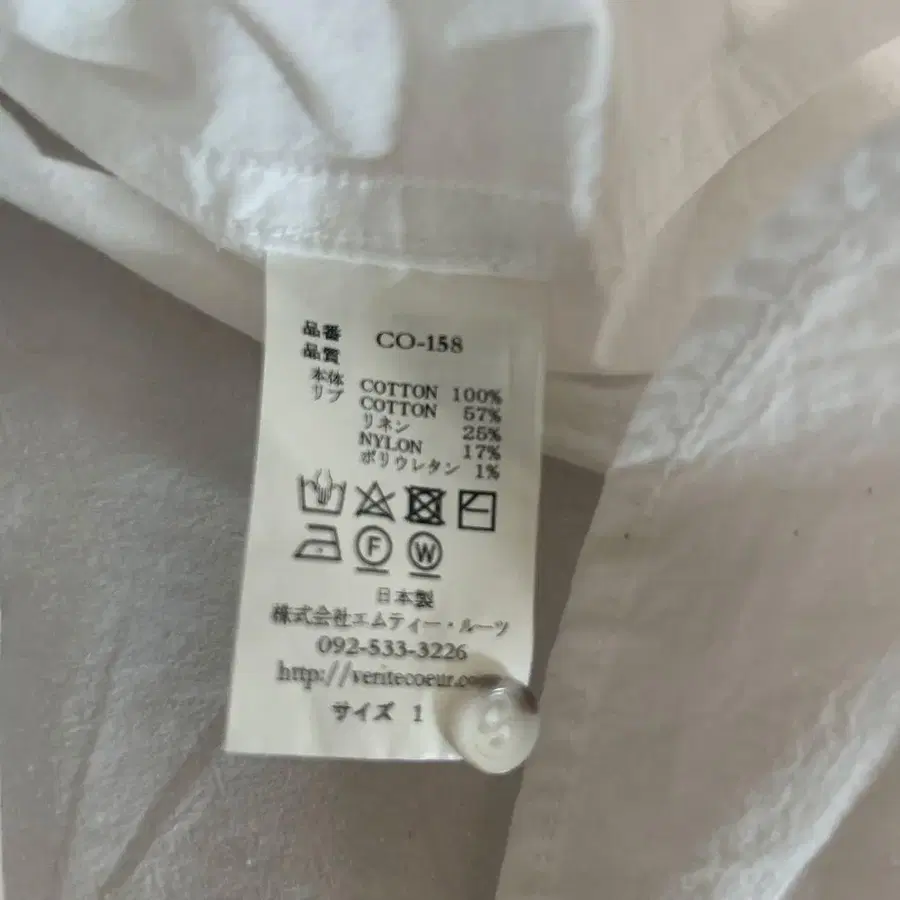 品番 CO-158
品質
本体 COTTON 100%
リブ COTTON 57%
リネン 25%
NYLON 17%
ポリウレタン 1%
F W
日本製
株式会社エムティー・ルーツ
092-533-3226
http://veritecoeur.co
サイズ 1